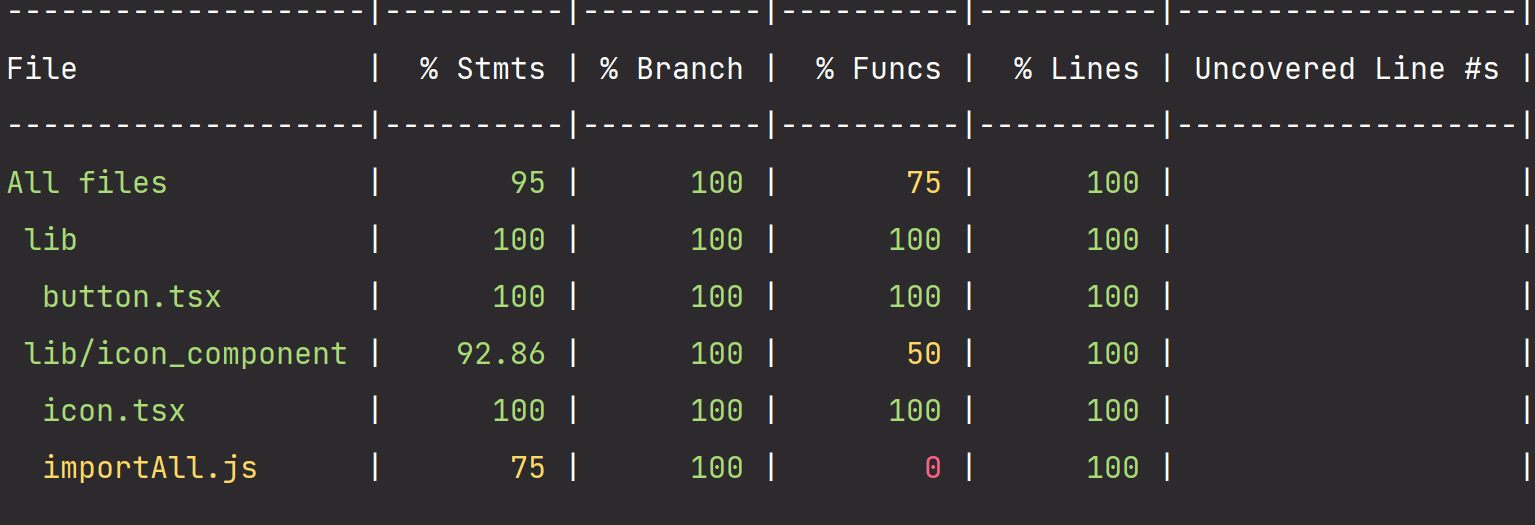 --------------------|----------|----------|----------|----------|-------------------|
File                |  % Stmts | % Branch |  % Funcs |  % Lines | Uncovered Line #s |
--------------------|----------|----------|----------|----------|-------------------|
All files           |       95 |      100 |       75 |      100 |                   |
 lib                |      100 |      100 |      100 |      100 |                   |
  button.tsx        |      100 |      100 |      100 |      100 |                   |
 lib/icon_component |    92.86 |      100 |       50 |      100 |                   |
  icon.tsx          |      100 |      100 |      100 |      100 |                   |
  importAll.js      |       75 |      100 |        0 |      100 |                   |